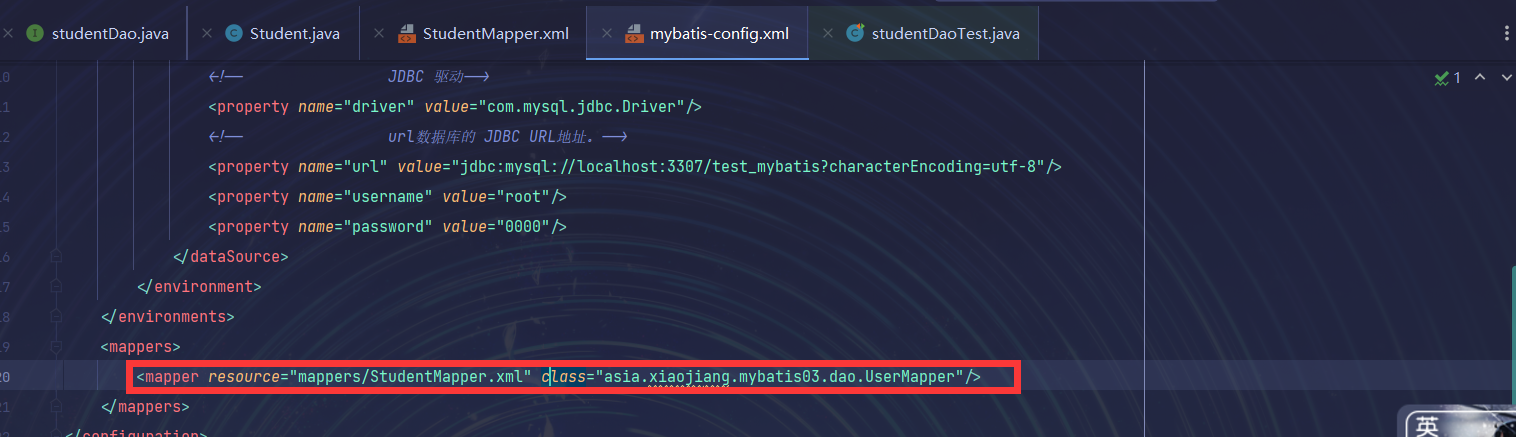 studentDao.java Student.java StudentMapper.xml mybatis-config.xml studentDaoTest.java
10 <!-- JDBC 驱动-->
11 <property name="driver" value="com.mysql.jdbc.Driver"/>
12 <!-- url数据库的 JDBC URL地址. -->
13 <property name="url" value="jdbc:mysql://localhost:3307/test_mybatis?characterEncoding=utf-8"/>
14 <property name="username" value="root"/>
15 <property name="password" value="0000"/>
16 </dataSource>
17 </environment>
18 </environments>
19 <mappers>
20 <mapper resource="mappers/StudentMapper.xml" class="asia.xiaojiang.mybatis03.dao.UserMapper"/>
21 </mappers>
</configuration>
1
英